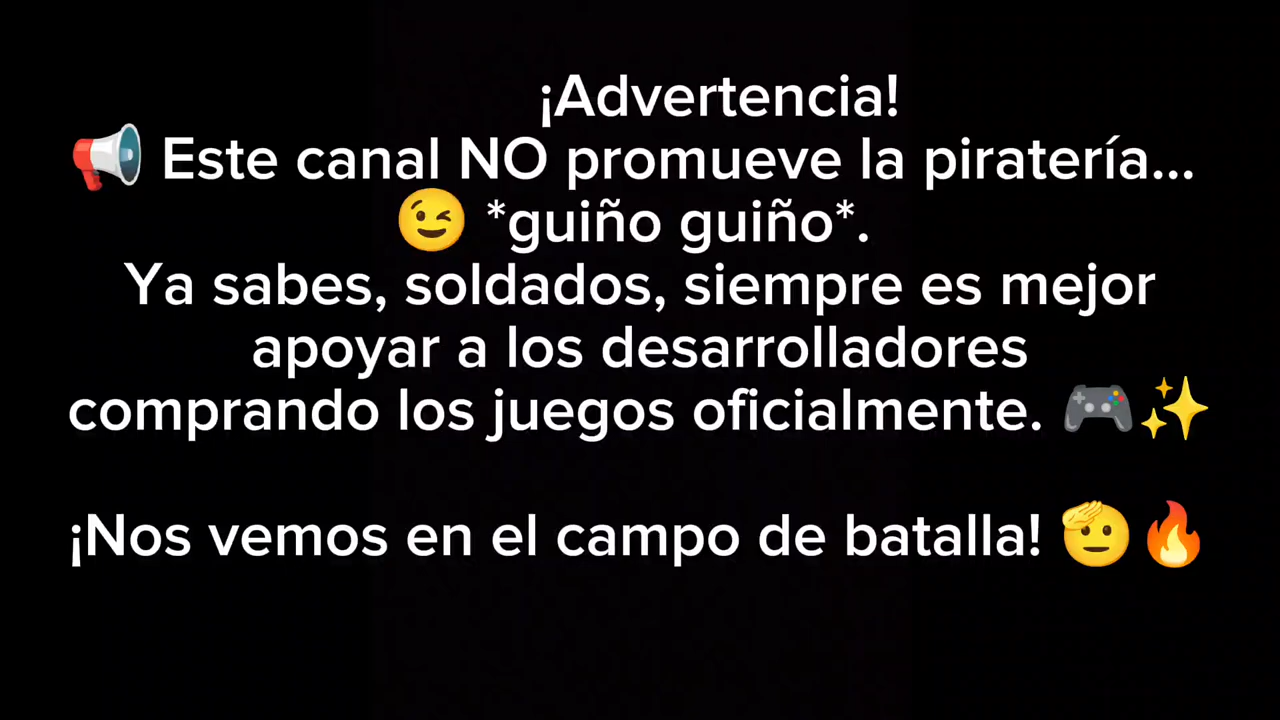 ¡Advertencia!
📢 Este canal NO promueve la piratería...
😉 *guiño guiño*.
Ya sabes, soldados, siempre es mejor
apoyar a los desarrolladores
comprando los juegos oficialmente. 🎮✨
¡Nos vemos en el campo de batalla! 🫡🔥